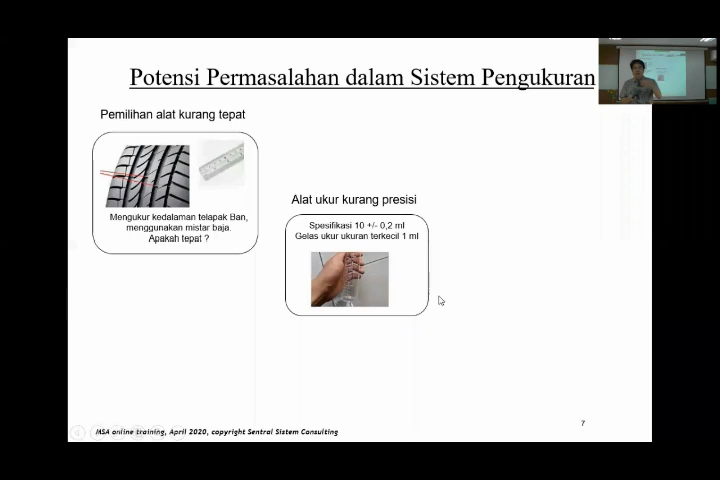 Potensi Permasalahan dalam Sistem Pengukuran
Pemilihan alat kurang tepat
Mengukur kedalaman telapak Ban,
menggunakan mistar baja.
Apakah tepat ?
Alat ukur kurang presisi
Spesifikasi 10 +/- 0,2 ml
Gelas ukur ukuran terkecil 1 ml
7
MSA online training, April 2020, copyright Sentral Sistem Consulting